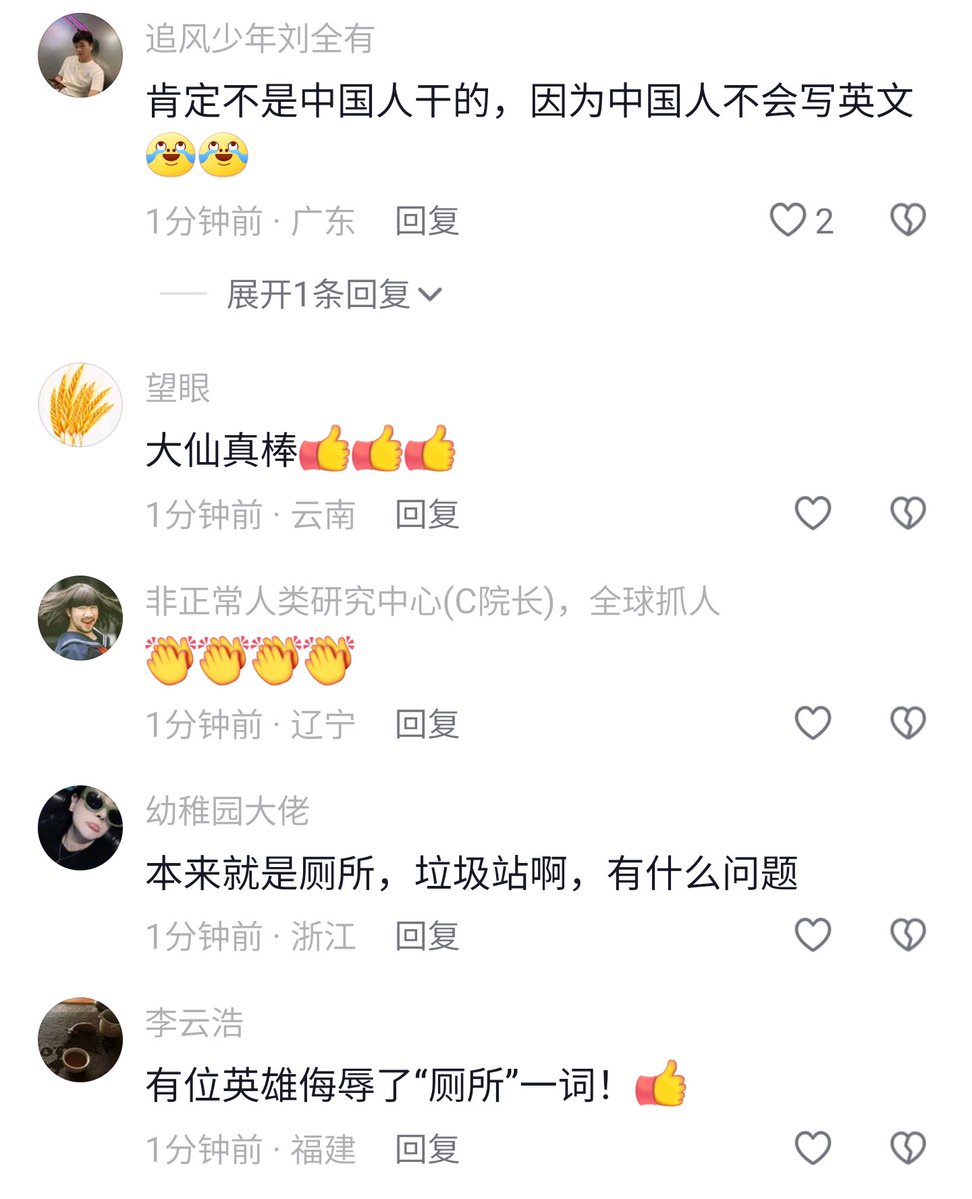 追风少年刘全有
肯定不是中国人干的，因为中国人不会写英文
1分钟前 · 广东 回复 2
展开1条回复
望眼
大仙真棒
1分钟前 · 云南 回复
非正常人类研究中心(C院长)，全球抓人
1分钟前 · 辽宁 回复
幼稚园大佬
本来就是厕所，垃圾站啊，有什么问题
1分钟前 · 浙江 回复
李云浩
有位英雄侮辱了“厕所”一词！
1分钟前 · 福建 回复